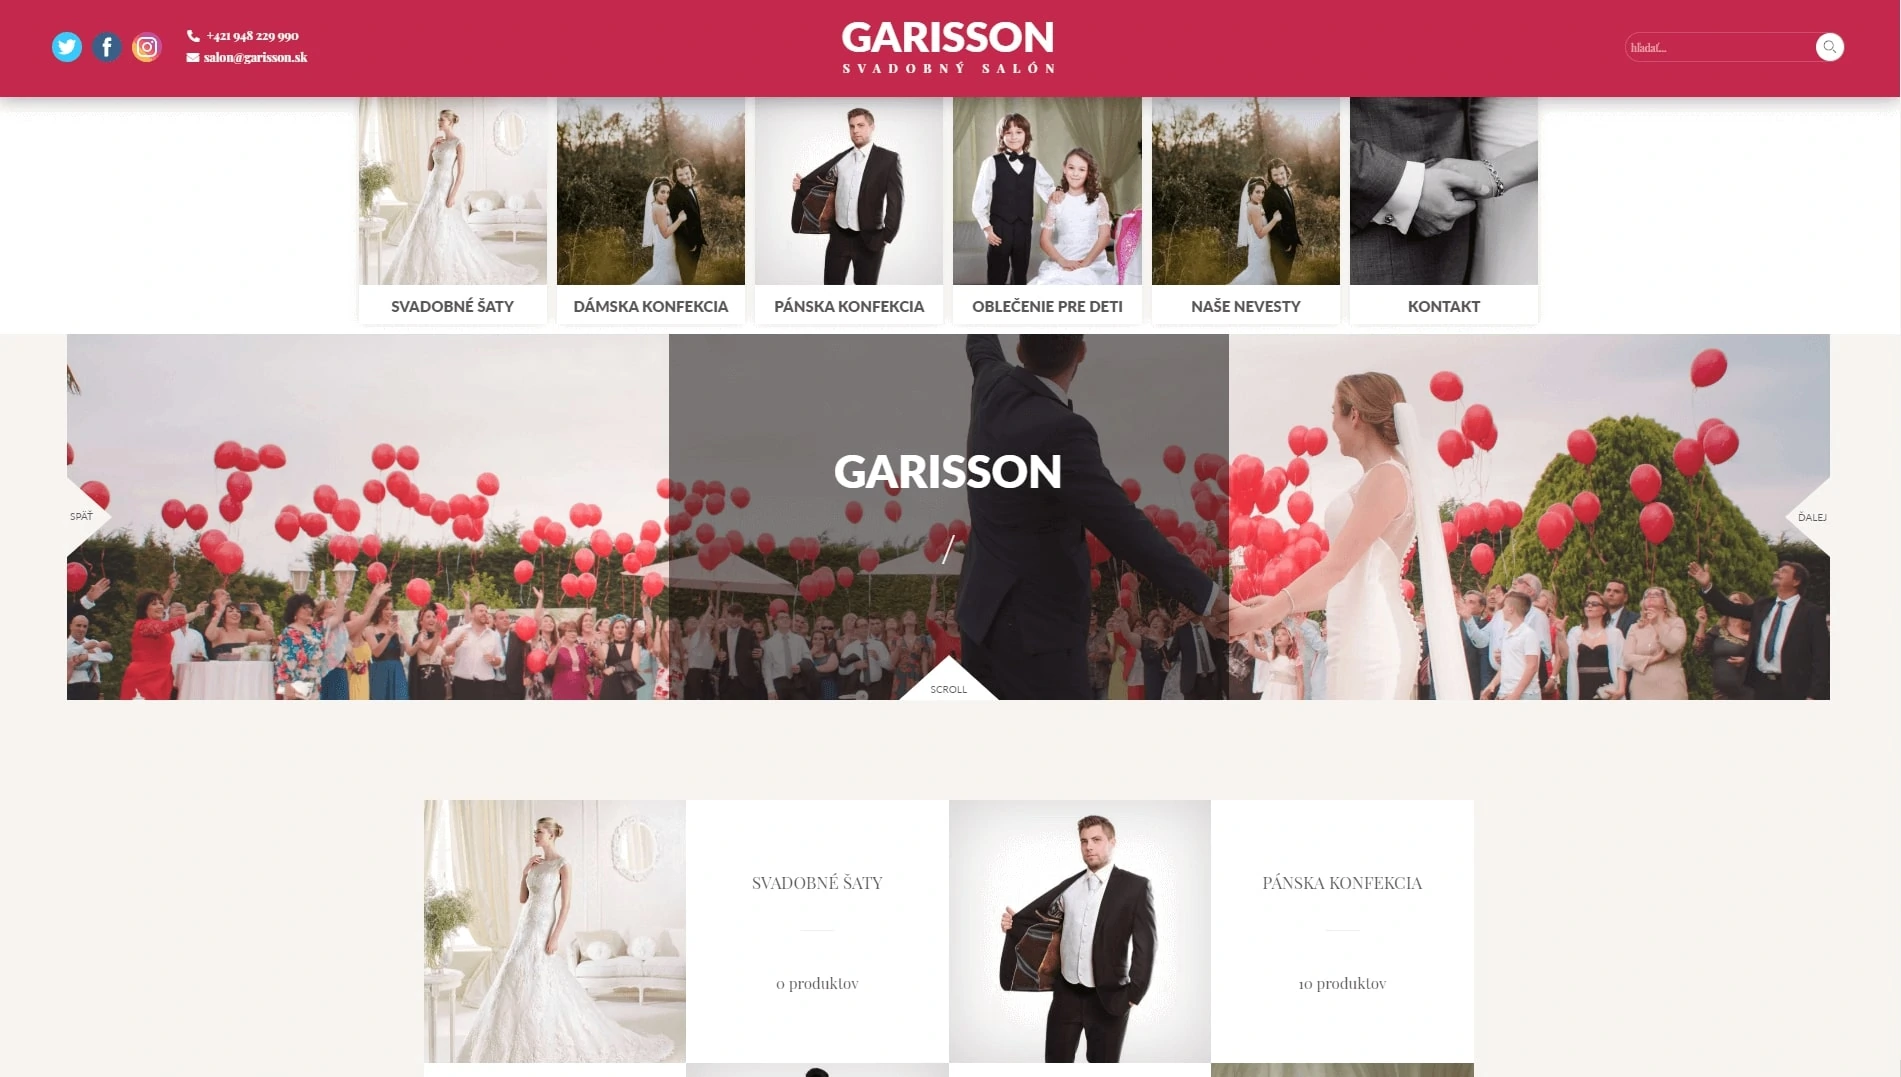 +421 948 229 990
salon@garisson.sk
GARISSON
SVADOBNÝ SALÓN
hľadať...
SVADOBNÉ ŠATY
DÁMSKA KONFEKCIA
PÁNSKA KONFEKCIA
OBLEČENIE PRE DETI
NAŠE NEVESTY
KONTAKT
GARISSON
/
SPÄŤ
ĎALEJ
SCROLL
SVADOBNÉ ŠATY
0 produktov
PÁNSKA KONFEKCIA
10 produktov